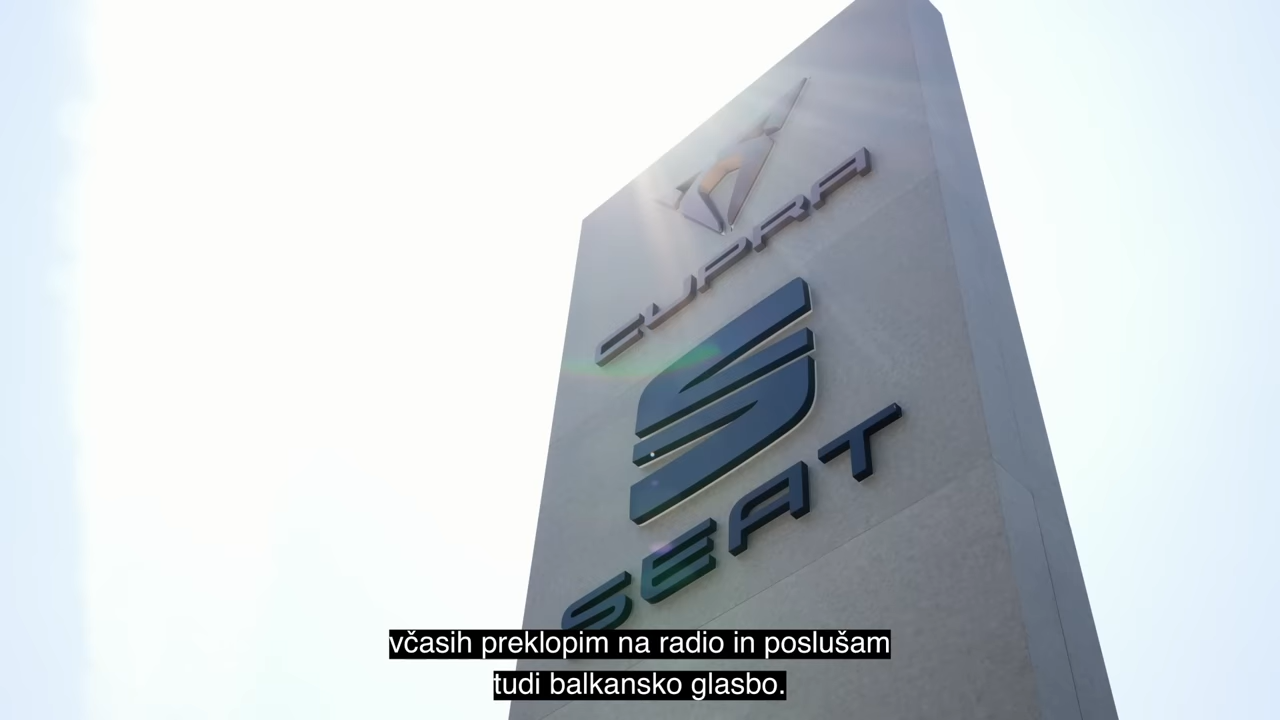 CUPRA
SEAT
včasih preklopim na radio in poslušam
tudi balkansko glasbo.